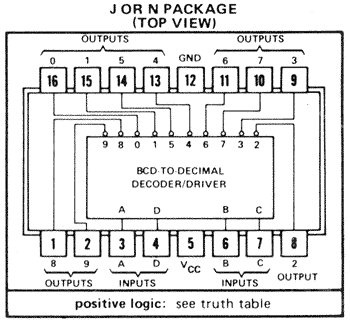 J OR N PACKAGE
(TOP VIEW)
OUTPUTS OUTPUTS
0 1 5 4 GND 6 7 3
16 15 14 13 12 11 10 9
9 8 0 1 5 4 6 7 3 2
BCD-TO-DECIMAL
DECODER/DRIVER
A D B C
1 2 3 4 5 6 7 8
8 9 A D VCC B C 2
OUTPUTS INPUTS INPUTS OUTPUT
positive logic: see truth table